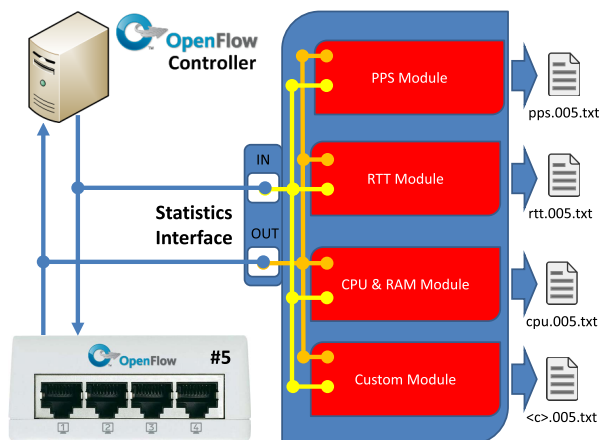 OpenFlow
Controller
PPS Module
pps.005.txt
IN
RTT Module
rtt.005.txt
Statistics
Interface
OUT
CPU & RAM Module
cpu.005.txt
OpenFlow
#5
Custom Module
<c>.005.txt
1 2 3 4